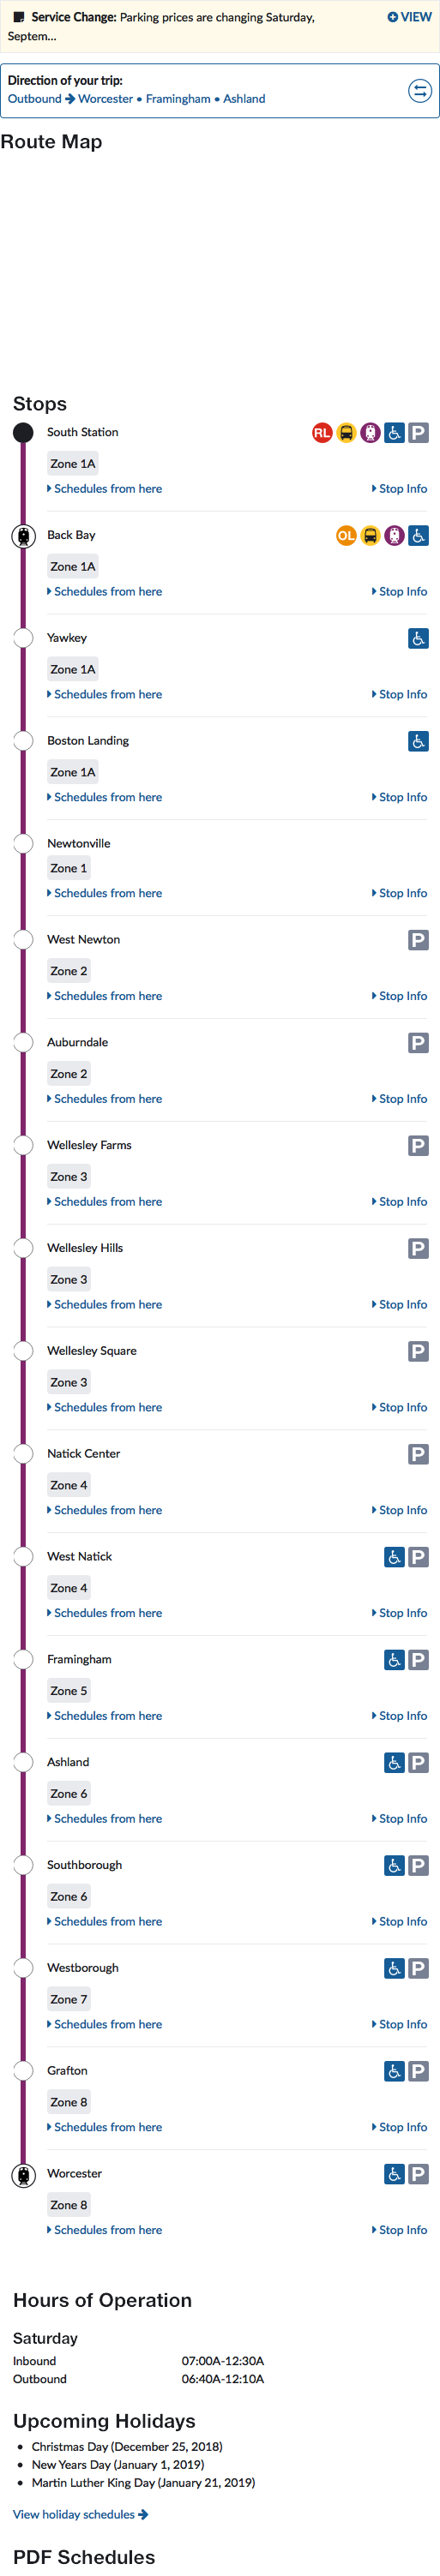 Service Change: Parking prices are changing Saturday,
Septem...
VIEW
Direction of your trip:
Outbound → Worcester • Framingham • Ashland
Route Map
Stops
South Station
RL
P
Zone 1A
Schedules from here
Stop Info
Back Bay
OL
Zone 1A
Schedules from here
Stop Info
Yawkey
Zone 1A
Schedules from here
Stop Info
Boston Landing
Zone 1A
Schedules from here
Stop Info
Newtonville
Zone 1
Schedules from here
Stop Info
West Newton
P
Zone 2
Schedules from here
Stop Info
Auburndale
P
Zone 2
Schedules from here
Stop Info
Wellesley Farms
P
Zone 3
Schedules from here
Stop Info
Wellesley Hills
P
Zone 3
Schedules from here
Stop Info
Wellesley Square
P
Zone 3
Schedules from here
Stop Info
Natick Center
P
Zone 4
Schedules from here
Stop Info
West Natick
P
Zone 4
Schedules from here
Stop Info
Framingham
P
Zone 5
Schedules from here
Stop Info
Ashland
P
Zone 6
Schedules from here
Stop Info
Southborough
P
Zone 6
Schedules from here
Stop Info
Westborough
P
Zone 7
Schedules from here
Stop Info
Grafton
P
Zone 8
Schedules from here
Stop Info
Worcester
P
Zone 8
Schedules from here
Stop Info
Hours of Operation
Saturday
Inbound 07:00A-12:30A
Outbound 06:40A-12:10A
Upcoming Holidays
• Christmas Day (December 25, 2018)
• New Years Day (January 1, 2019)
• Martin Luther King Day (January 21, 2019)
View holiday schedules →
PDF Schedules